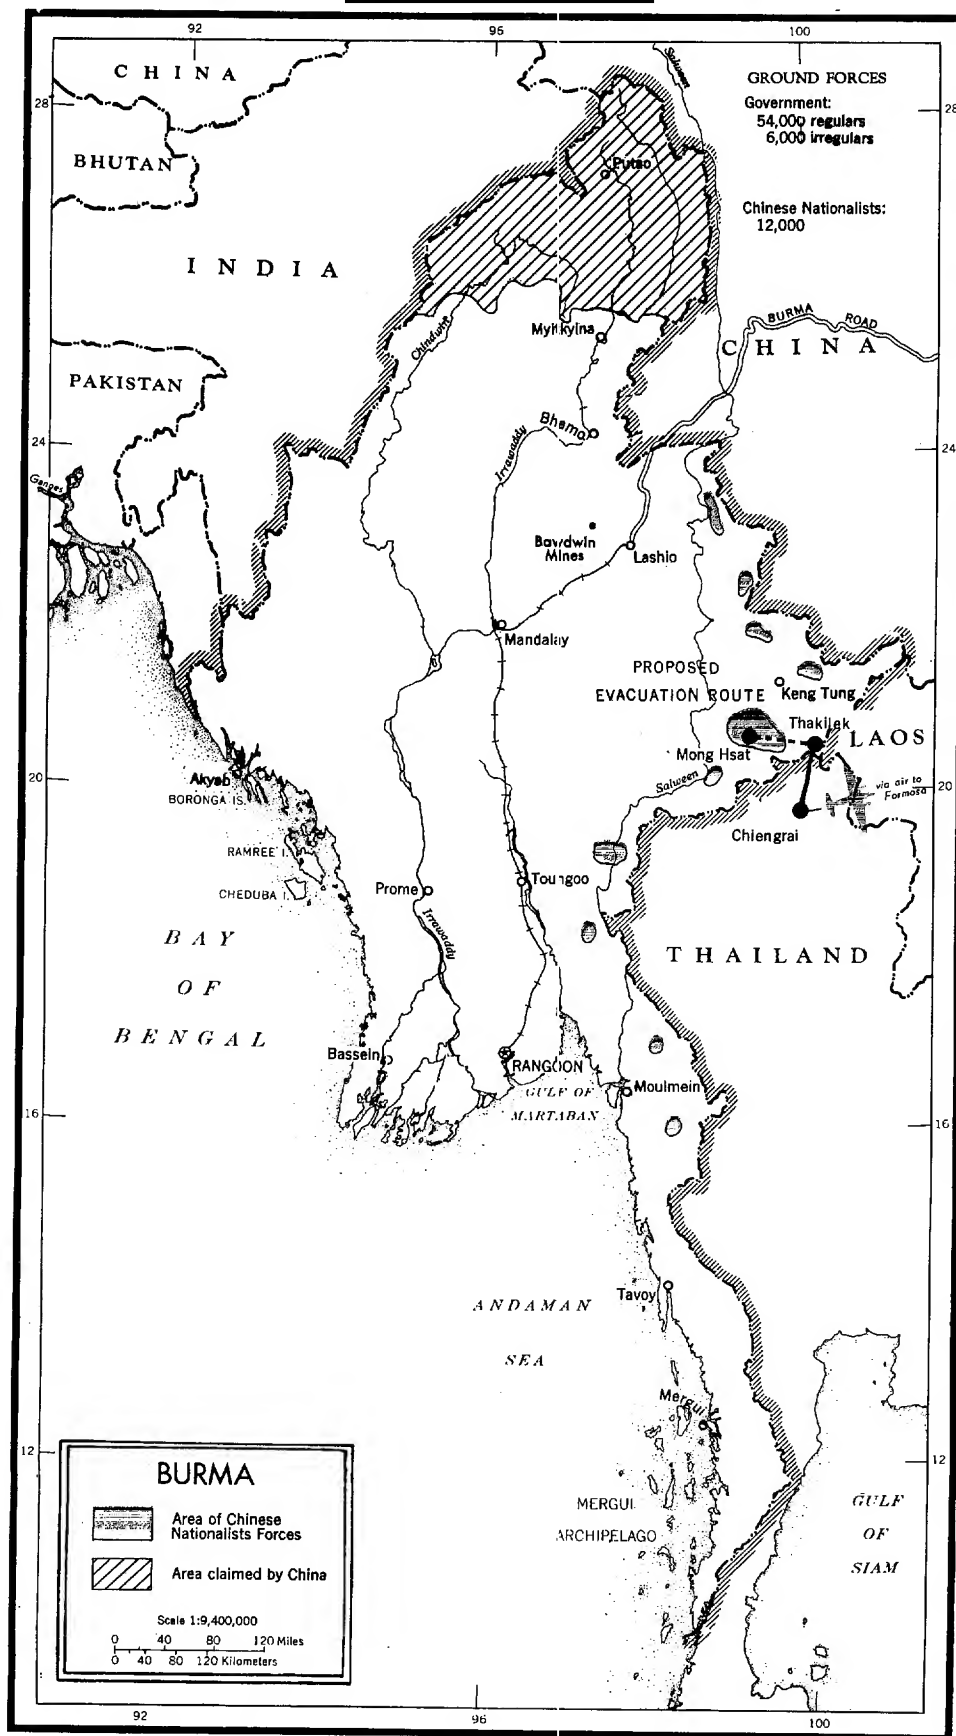 92
96
100
CHINA
Salween
GROUND FORCES
28
28
Government:
54,000 regulars
6,000 irregulars
BHUTAN
Putao
Chinese Nationalists:
12,000
INDIA
Chindwin
Myitkyina
BURMA ROAD
CHINA
PAKISTAN
Irrawaddy
Bhamo
24
24
Ganges
Bawdwin
Mines
Lashio
Mandalay
PROPOSED
EVACUATION ROUTE
Keng Tung
Thakilek
Mong Hsat
LAOS
20
20
Akyab
BORONGA IS.
Salween
via air to
Formosa
Chiengrai
RAMREE I.
CHEDUBA I.
Prome
Toungoo
Irrawaddy
BAY
OF
BENGAL
THAILAND
Bassein
RANGOON
GULF OF
MARTABAN
Moulmein
16
16
Tavoy
ANDAMAN
SEA
Mergui
12
12
MERGUI
ARCHIPELAGO
GULF
OF
SIAM
BURMA
Area of Chinese
Nationalists Forces
Area claimed by China
Scale 1:9,400,000
0 40 80 120 Miles
0 40 80 120 Kilometers
92
96
100